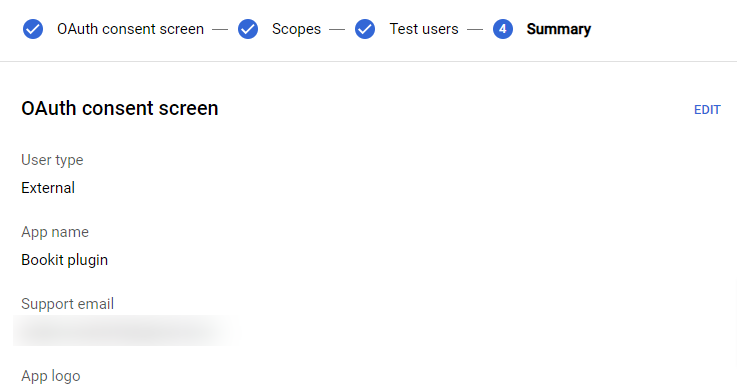 OAuth consent screen — Scopes — Test users — 4 Summary
OAuth consent screen EDIT
User type
External
App name
Bookit plugin
Support email
App logo